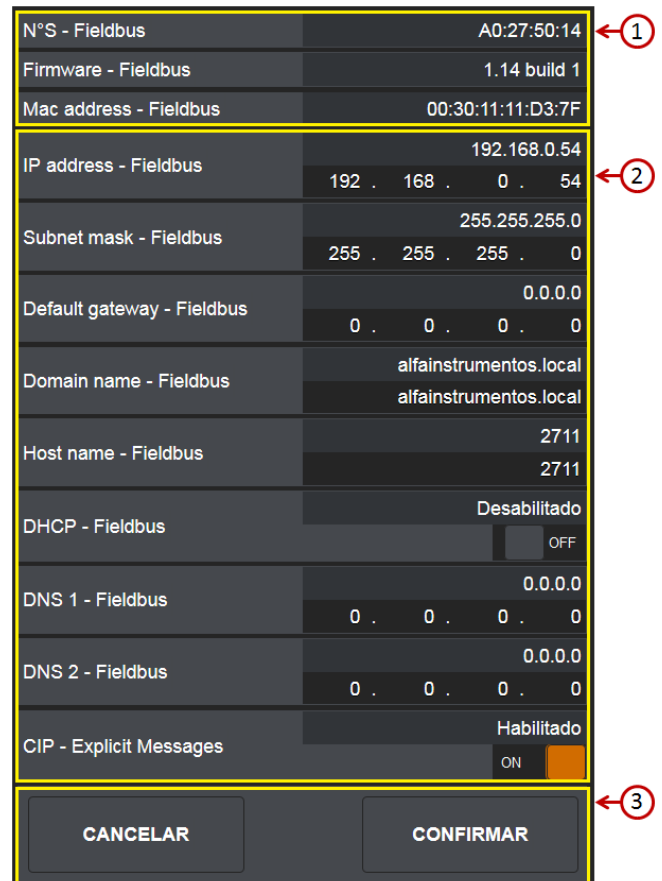 N°S - Fieldbus A0:27:50:14 1
Firmware - Fieldbus 1.14 build 1
Mac address - Fieldbus 00:30:11:11:D3:7F
IP address - Fieldbus 192.168.0.54 2
192 . 168 . 0 . 54
Subnet mask - Fieldbus 255.255.255.0
255 . 255 . 255 . 0
Default gateway - Fieldbus 0.0.0.0
0 . 0 . 0 . 0
Domain name - Fieldbus alfainstrumentos.local
alfainstrumentos.local
Host name - Fieldbus 2711
2711
DHCP - Fieldbus Desabilitado
OFF
DNS 1 - Fieldbus 0.0.0.0
0 . 0 . 0 . 0
DNS 2 - Fieldbus 0.0.0.0
0 . 0 . 0 . 0
CIP - Explicit Messages Habilitado
ON
3
CANCELAR CONFIRMAR